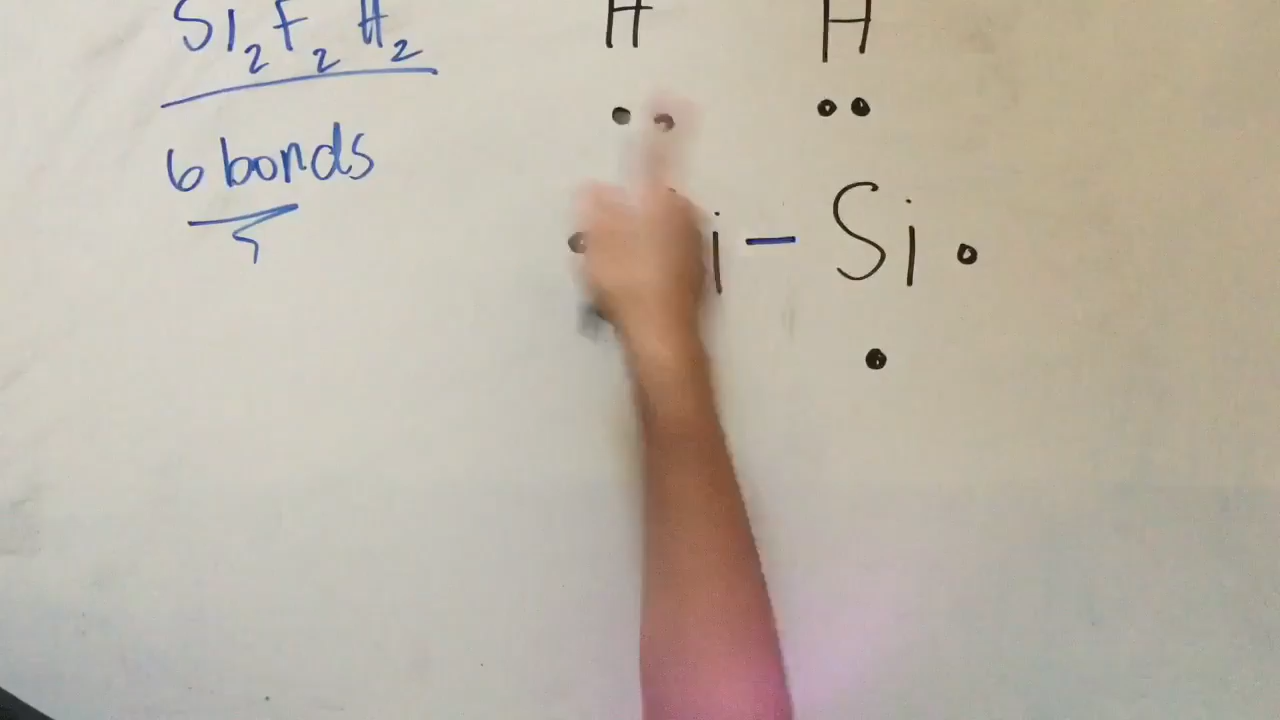 Si₂F₂H₂
6 bonds
H H
i – Si